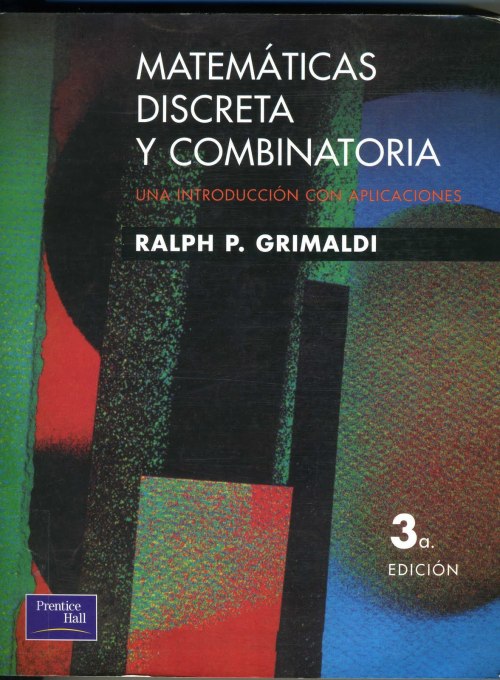 MATEMÁTICAS
DISCRETA
Y COMBINATORIA
UNA INTRODUCCIÓN CON APLICACIONES
RALPH P. GRIMALDI
3a.
EDICIÓN
Prentice
Hall